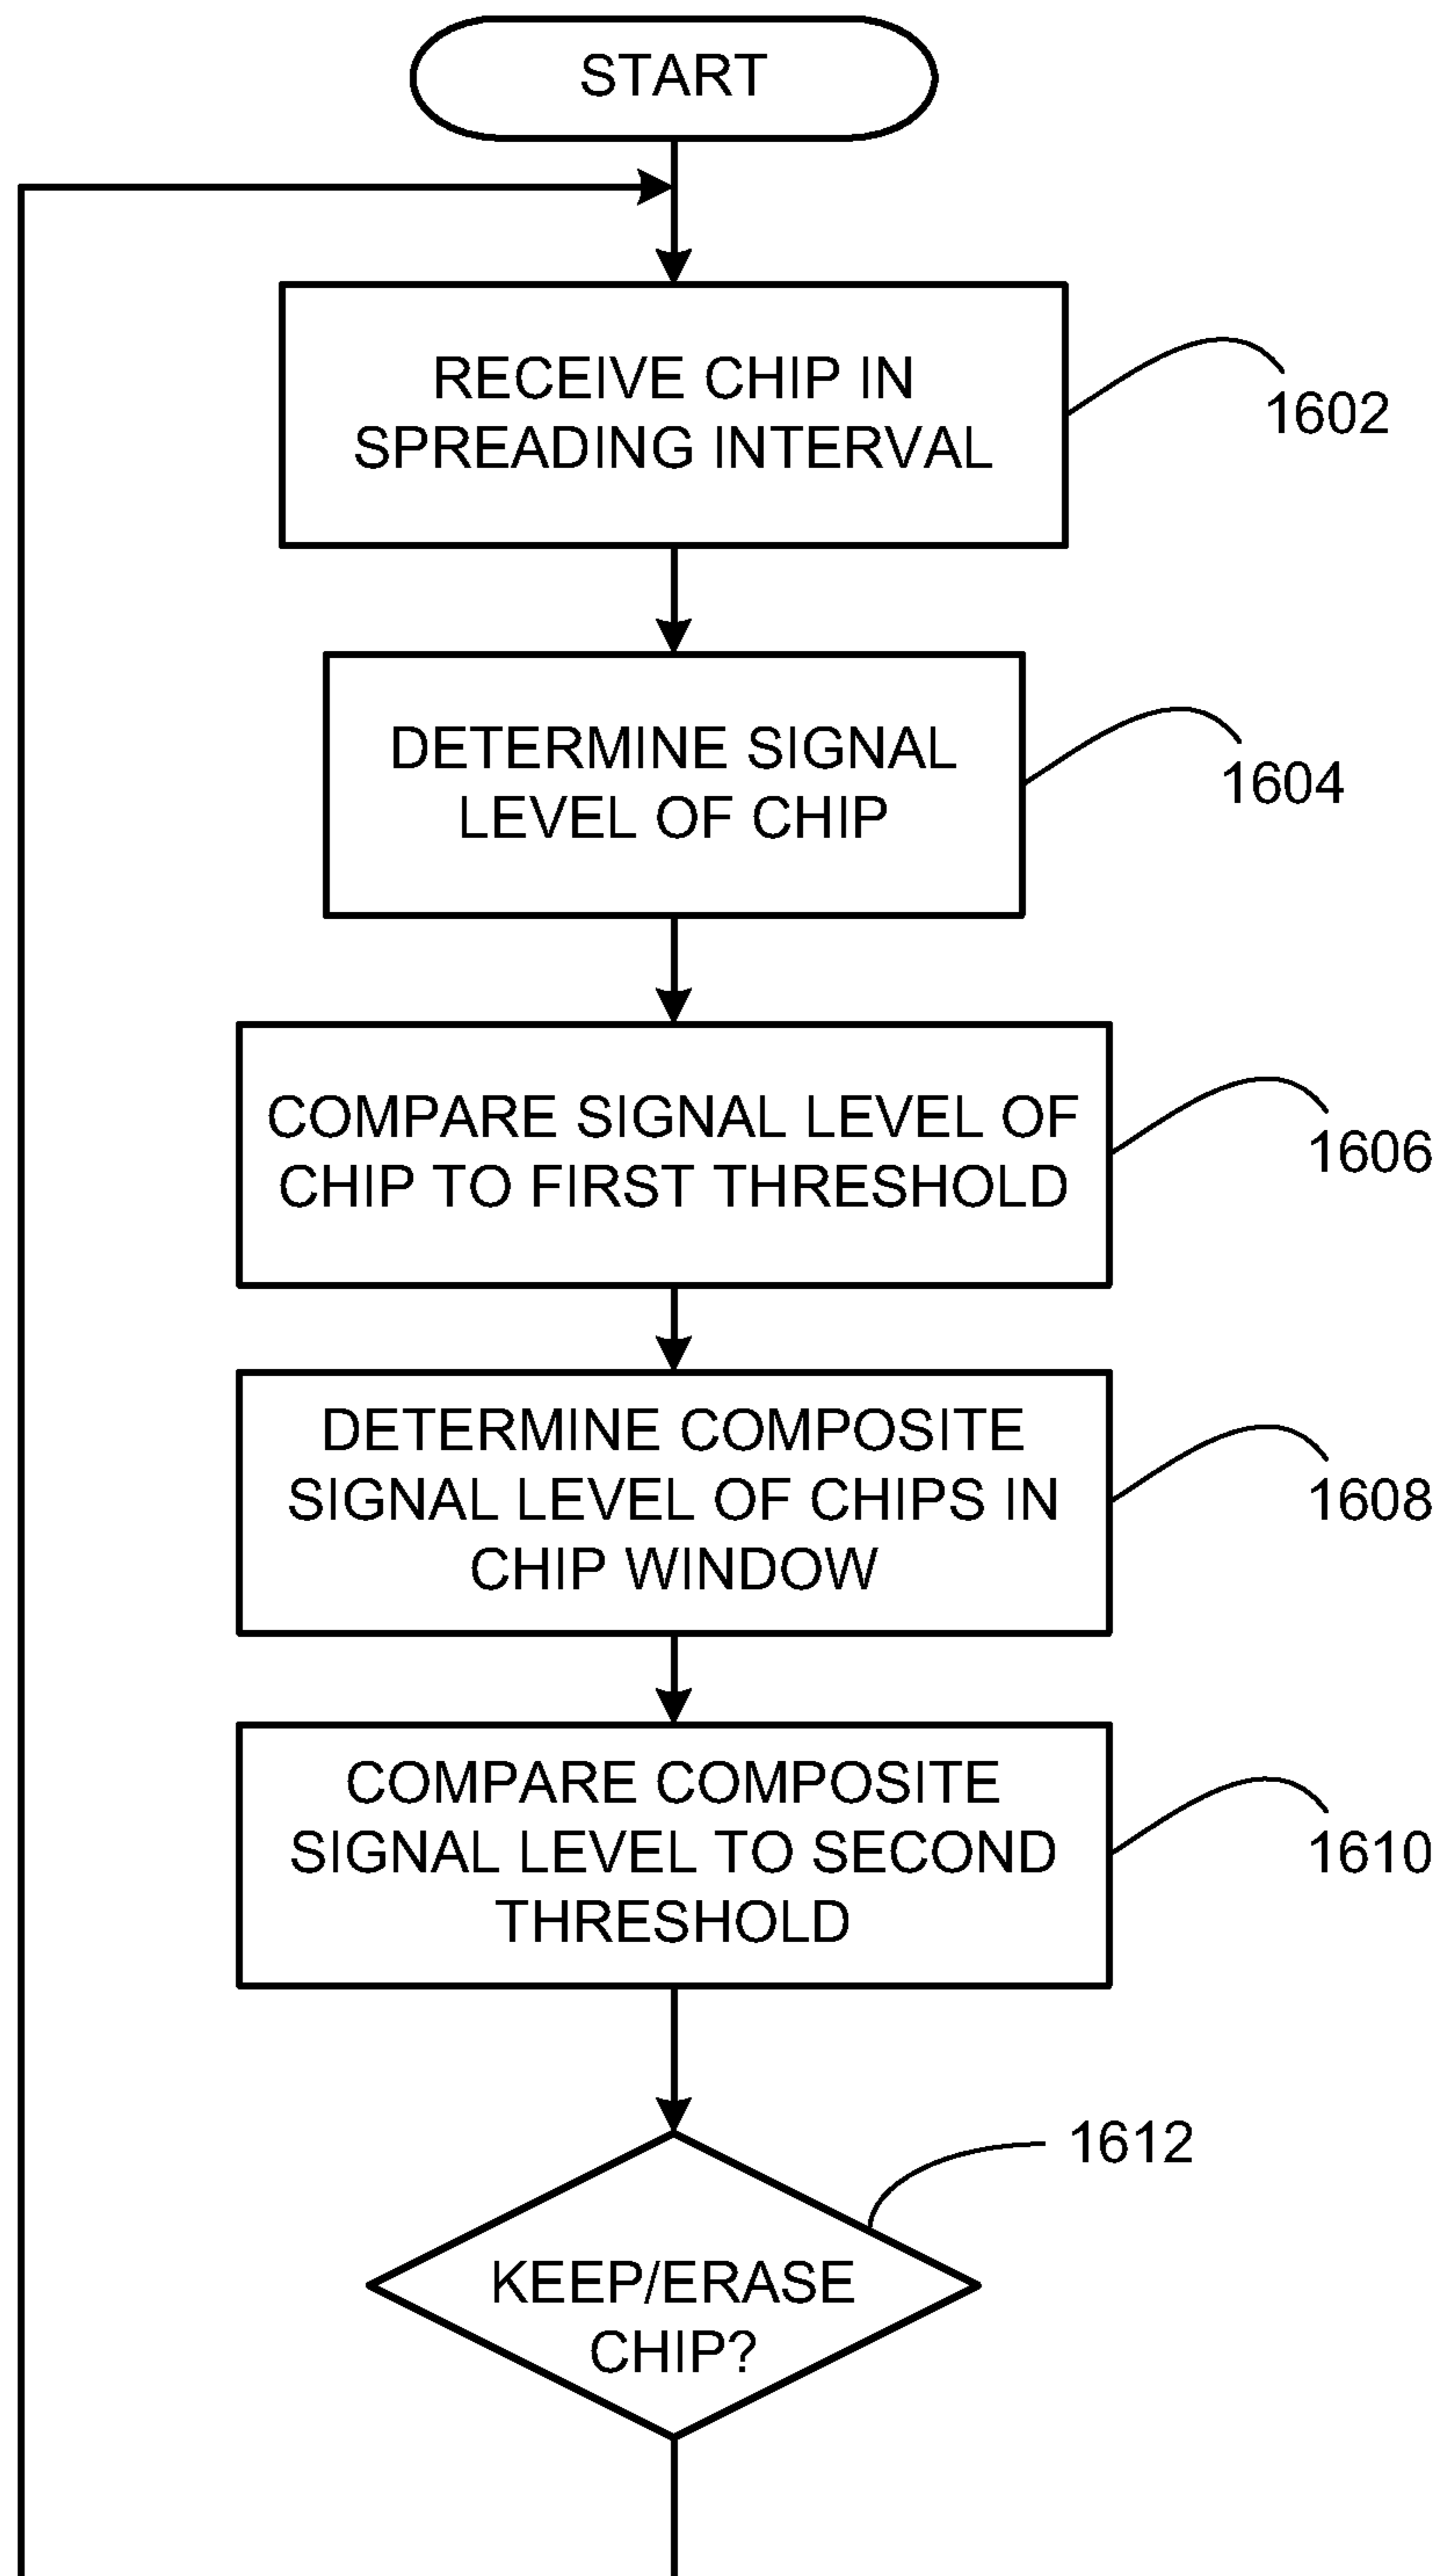 START
RECEIVE CHIP IN
SPREADING INTERVAL
1602
DETERMINE SIGNAL
LEVEL OF CHIP
1604
COMPARE SIGNAL LEVEL OF
CHIP TO FIRST THRESHOLD
1606
DETERMINE COMPOSITE
SIGNAL LEVEL OF CHIPS IN
CHIP WINDOW
1608
COMPARE COMPOSITE
SIGNAL LEVEL TO SECOND
THRESHOLD
1610
1612
KEEP/ERASE
CHIP?